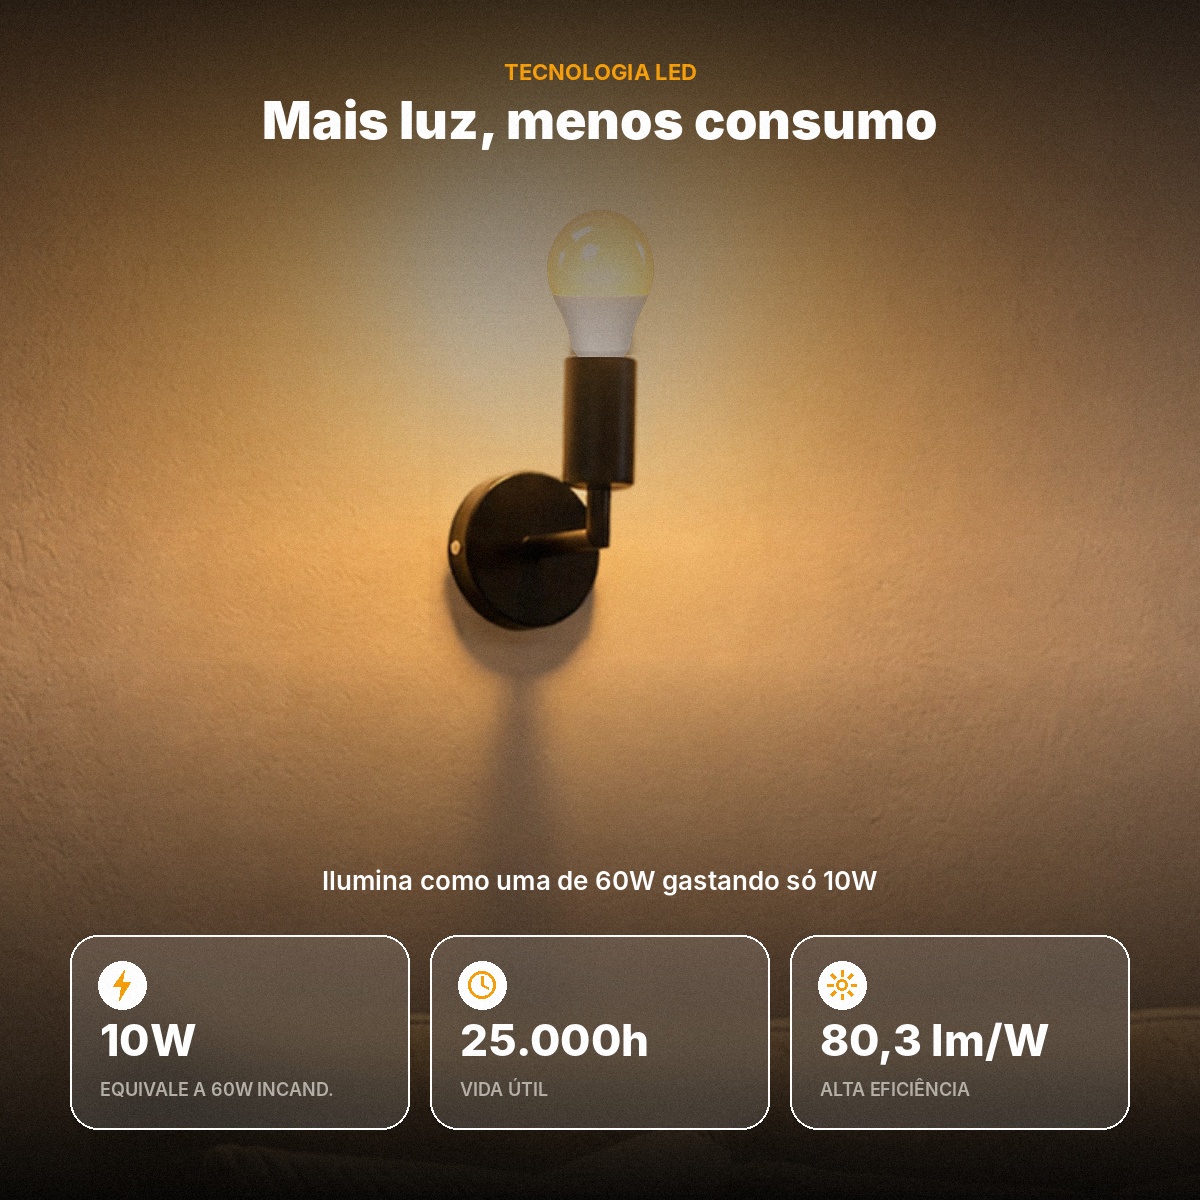 TECNOLOGIA LED
Mais luz, menos consumo
Ilumina como uma de 60W gastando só 10W
10W
EQUIVALE A 60W INCAND.
25.000h
VIDA ÚTIL
80,3 lm/W
ALTA EFICIÊNCIA